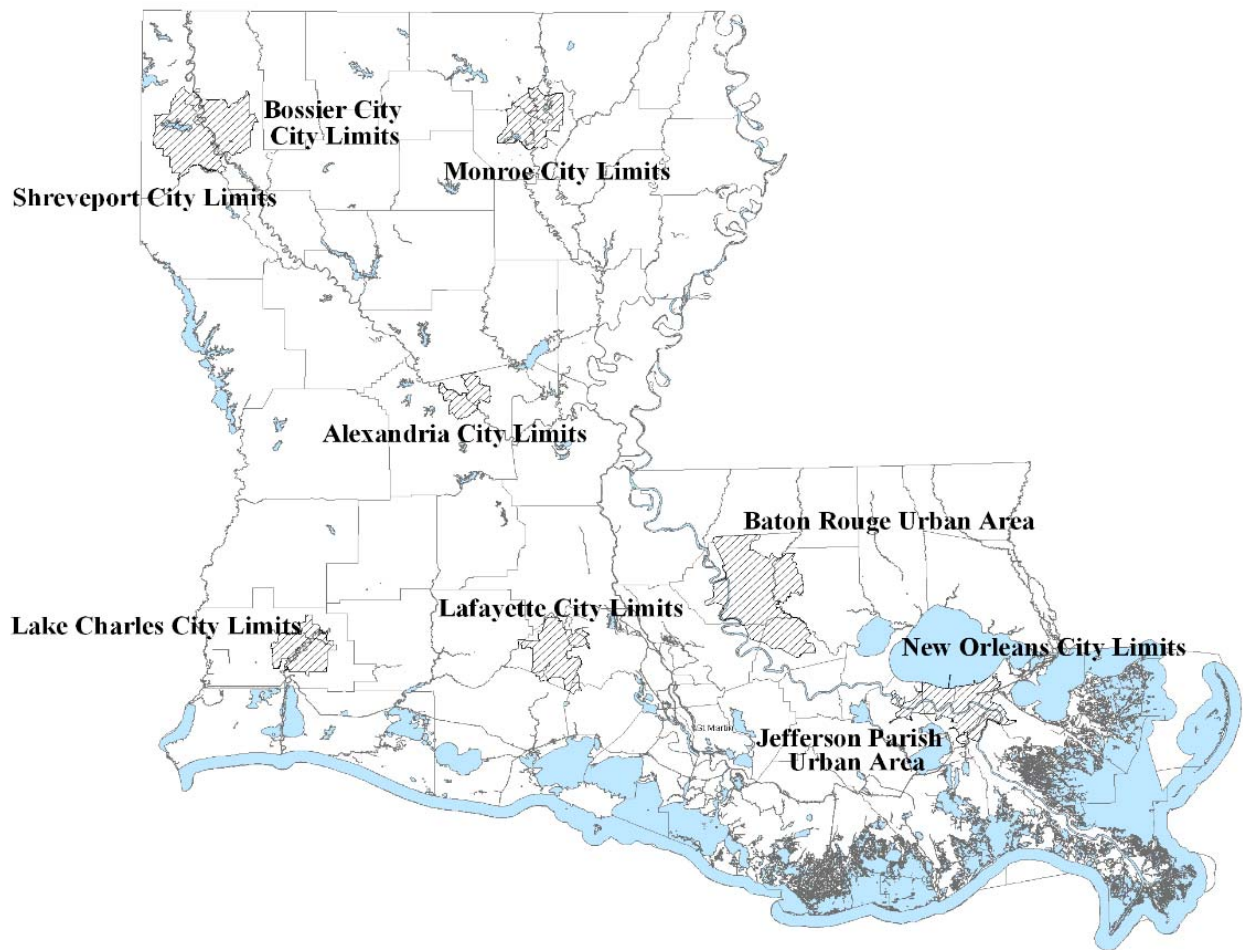 Bossier City
City Limits
Monroe City Limits
Shreveport City Limits
Alexandria City Limits
Baton Rouge Urban Area
Lafayette City Limits
Lake Charles City Limits
New Orleans City Limits
St Martin
Jefferson Parish
Urban Area